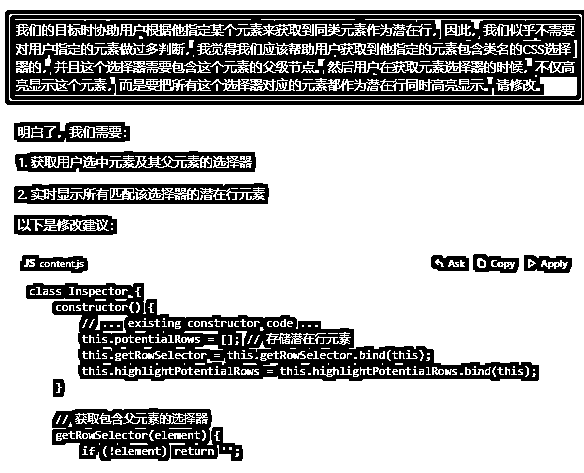 我们的目标时协助用户根据他指定某个元素来获取到同类元素作为潜在行，因此，我们似乎不需要
对用户指定的元素做过多判断，我觉得我们应该帮助用户获取到他指定的元素包含类名的CSS选择
器的，并且这个选择器需要包含这个元素的父级节点。然后用户在获取元素选择器的时候，不仅高
亮显示这个元素，而是要把所有这个选择器对应的元素都作为潜在行同时高亮显示。请修改。
明白了，我们需要：
1. 获取用户选中元素及其父元素的选择器
2. 实时显示所有匹配该选择器的潜在行元素
以下是修改建议：
JS content.js Ask Copy Apply
class Inspector {
constructor() {
// ... existing constructor code ...
this.potentialRows = []; // 存储潜在行元素
this.getRowSelector = this.getRowSelector.bind(this);
this.highlightPotentialRows = this.highlightPotentialRows.bind(this);
}
// 获取包含父元素的选择器
getRowSelector(element) {
if (!element) return '';